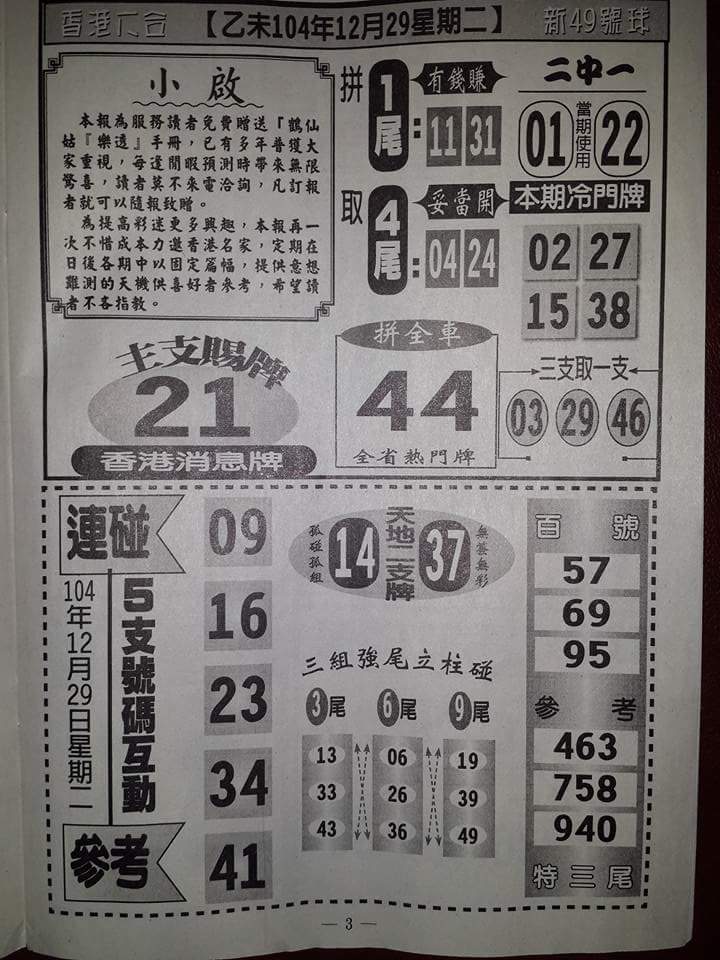 香港六合 【乙未104年12月29星期二】 新49號球
小啟
本報為服務讀者免費贈送『鶴仙
姑『樂透』手冊，已有多年普獲大
家重視，每逢閒暇預測時帶來無限
驚喜，讀者莫不來電洽詢，凡訂報
者就可以隨報致贈。
為提高彩迷更多興趣，本報再一
次不惜成本力邀香港名家，定期在
日後各期中以固定篇幅，提供意想
難測的天機供喜好者參考，希望讀
者不吝指教。
拼 1尾： 有錢賺
11 31
取 4尾： 妥當開
04 24
二中一
01 當期使用 22
本期冷門牌
02 27
15 38
主支賜牌
21
香港消息牌
拼全車
44
全省熱門牌
三支取一支
03 29 46
連碰
104年12月29日星期二
5支號碼互動
參考
09
16
23
34
41
孤碰孤組 14 天地二支牌 37 無
三組強尾立柱碰
3尾 6尾 9尾
13 06 19
33 26 39
43 36 49
百號
57
69
95
參考
463
758
940
特三尾
— 3 —